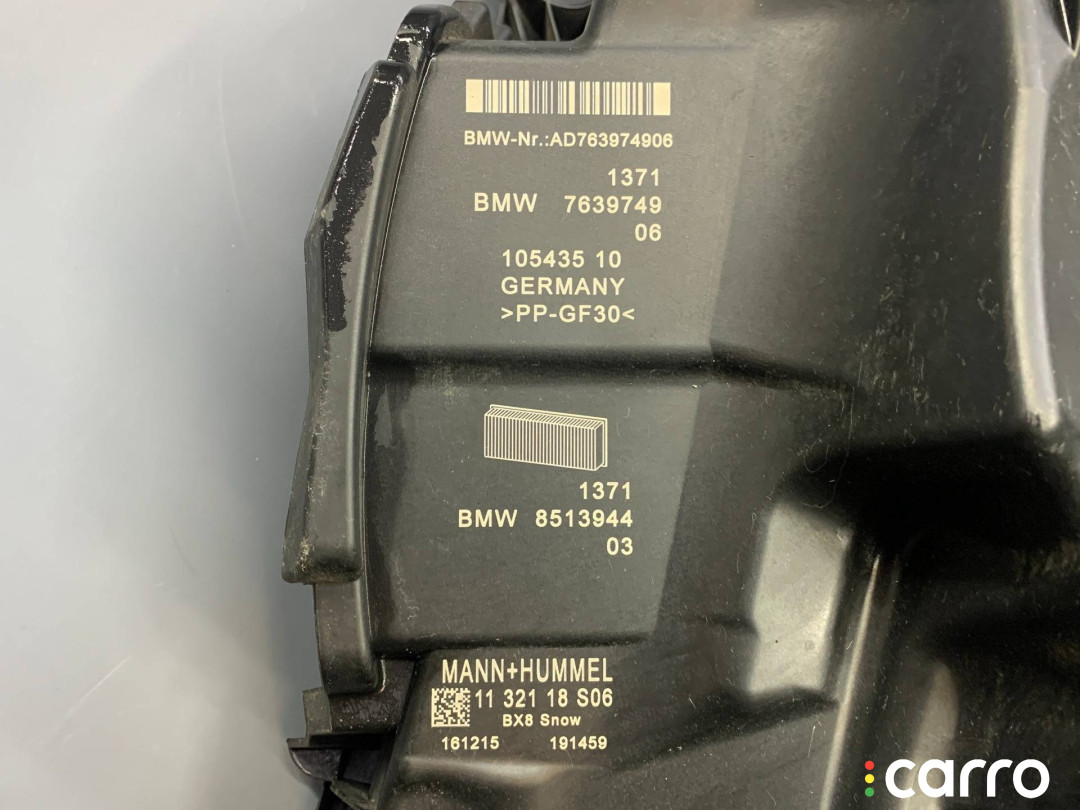 BMW-Nr.:AD763974906
1371
BMW 7639749
06
105435 10
GERMANY
>PP-GF30<
1371
BMW 8513944
03
MANN+HUMMEL
11 321 18 S06
BX8 Snow
161215 191459
carro